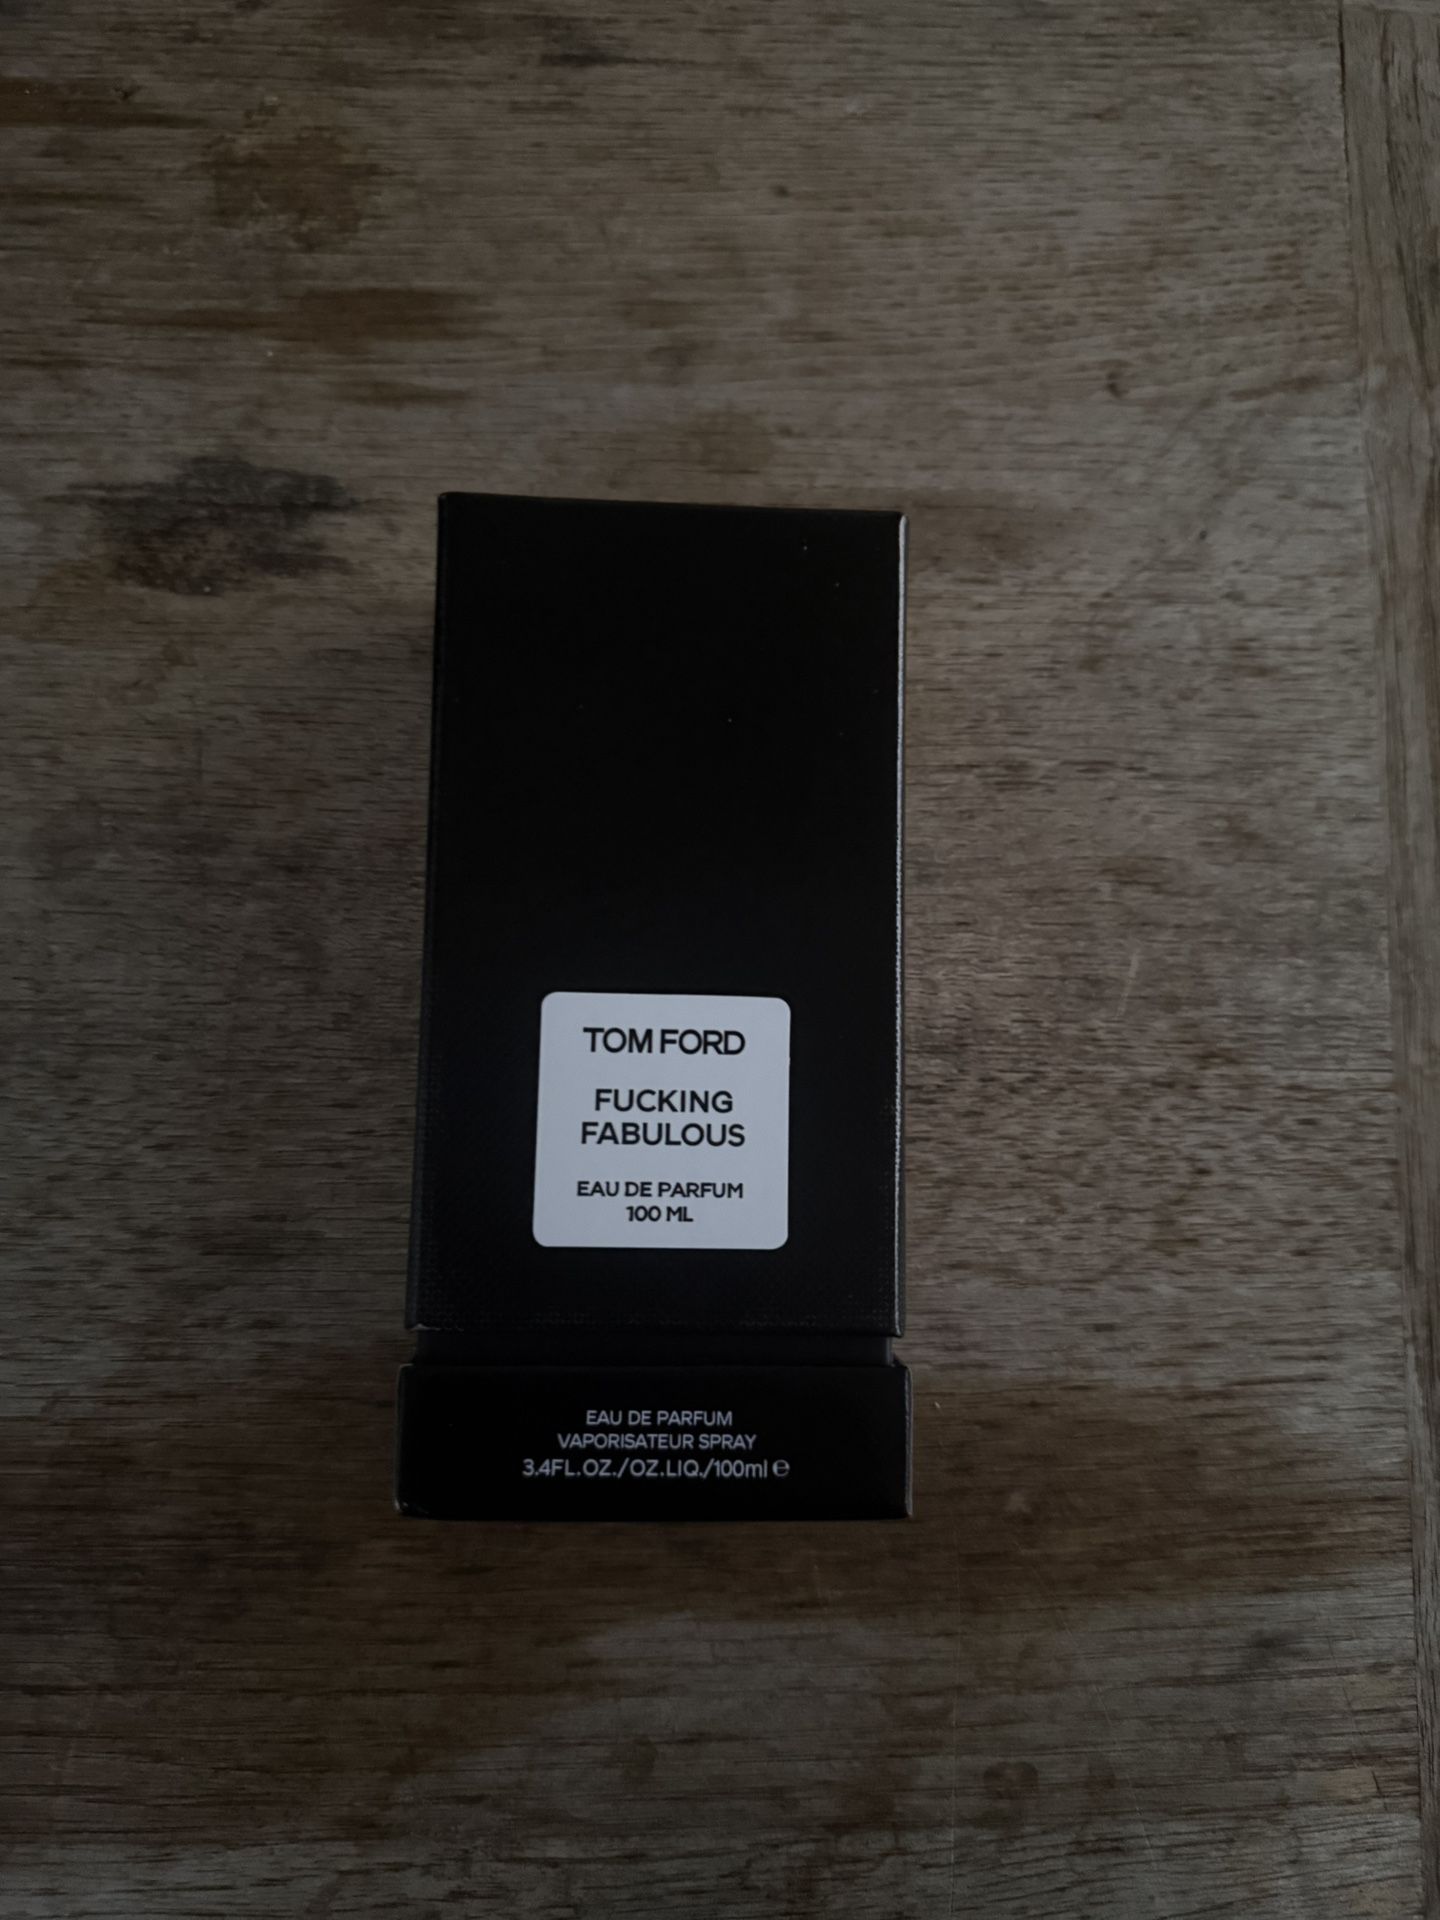 TOM FORD
FUCKING
FABULOUS
EAU DE PARFUM
100 ML
EAU DE PARFUM
VAPORISATEUR SPRAY
3.4FL.OZ./OZ.LIQ./100ml ℮